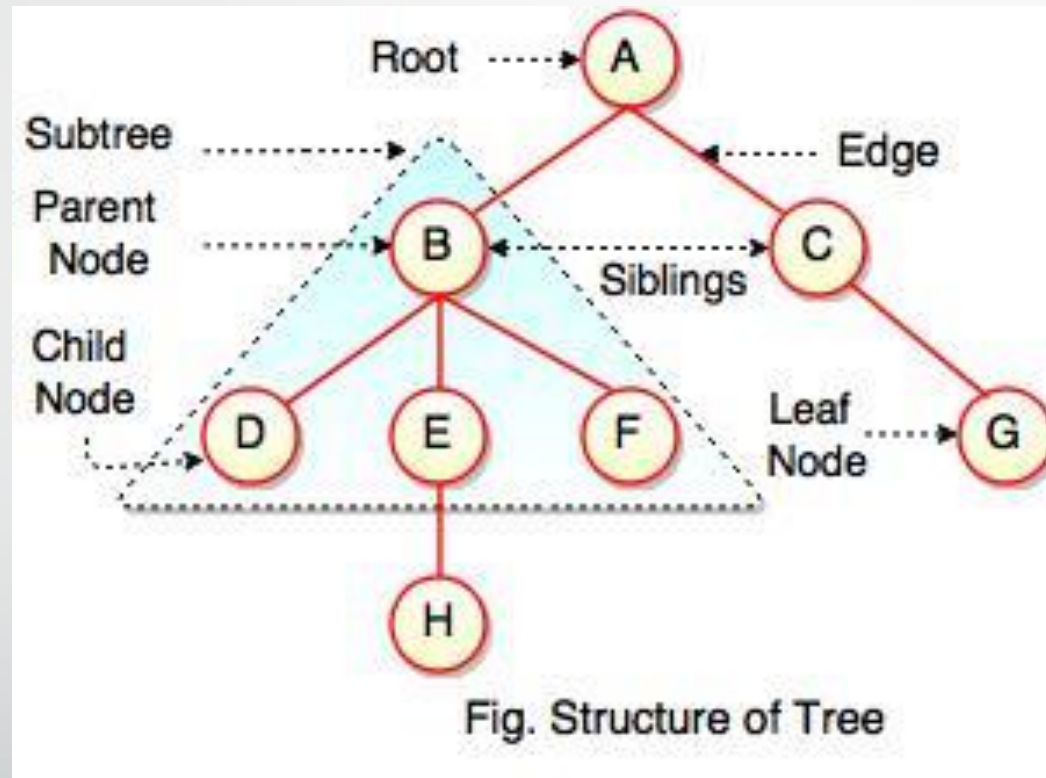 Root
A
Subtree
Edge
Parent
Node
B
C
Siblings
Child
Node
D
E
F
Leaf
Node
G
H
Fig. Structure of Tree